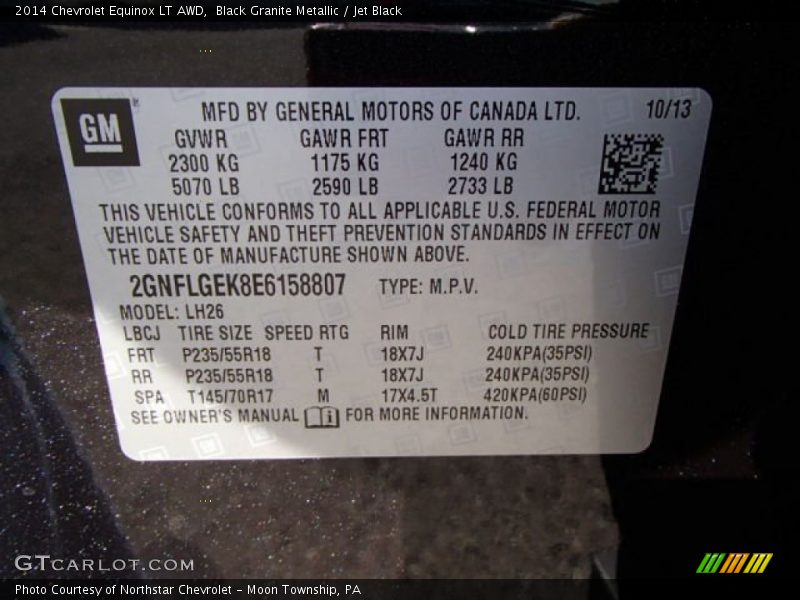 2014 Chevrolet Equinox LT AWD, Black Granite Metallic / Jet Black
GM
MFD BY GENERAL MOTORS OF CANADA LTD. 10/13
GVWR GAWR FRT GAWR RR
2300 KG 1175 KG 1240 KG
5070 LB 2590 LB 2733 LB
THIS VEHICLE CONFORMS TO ALL APPLICABLE U.S. FEDERAL MOTOR
VEHICLE SAFETY AND THEFT PREVENTION STANDARDS IN EFFECT ON
THE DATE OF MANUFACTURE SHOWN ABOVE.
2GNFLGEK8E6158807 TYPE: M.P.V.
MODEL: LH26
LBCJ TIRE SIZE SPEED RTG RIM COLD TIRE PRESSURE
FRT P235/55R18 T 18X7J 240KPA(35PSI)
RR P235/55R18 T 18X7J 240KPA(35PSI)
SPA T145/70R17 M 17X4.5T 420KPA(60PSI)
SEE OWNER'S MANUAL FOR MORE INFORMATION.
GTCARLOT.COM
Photo Courtesy of Northstar Chevrolet - Moon Township, PA